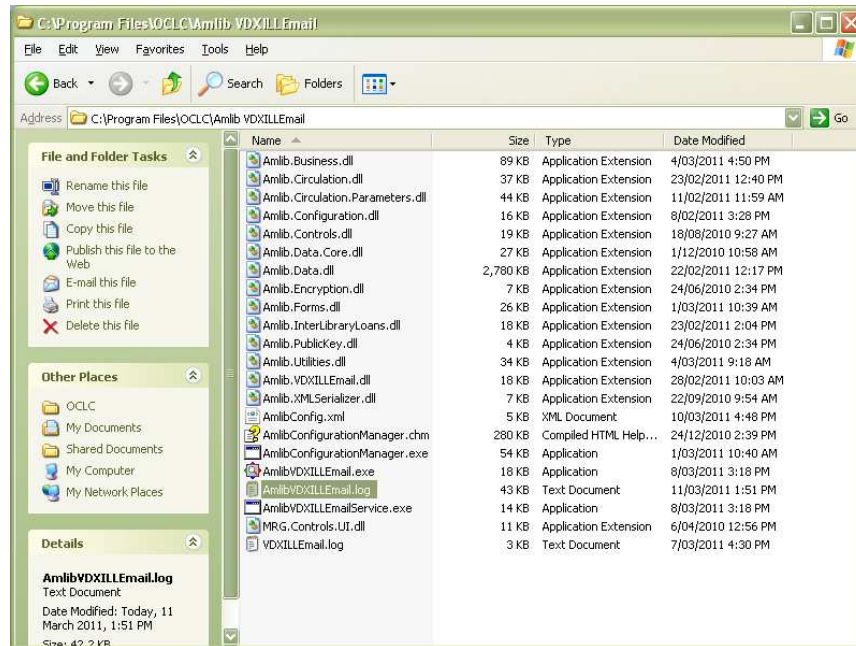 C:\Program Files\OCLC\Amlib VDXILLEmail
File Edit View Favorites Tools Help
Back Search Folders
Address C:\Program Files\OCLC\Amlib VDXILLEmail Go
File and Folder Tasks
Rename this file
Move this file
Copy this file
Publish this file to the
Web
E-mail this file
Print this file
Delete this file
Other Places
OCLC
My Documents
Shared Documents
My Computer
My Network Places
Details
AmlibVDXILLEmail.log
Text Document
Date Modified: Today, 11
March 2011, 1:51 PM
Size: 42.2 KB
Name Size Type Date Modified
Amlib.Business.dll 89 KB Application Extension 4/03/2011 4:50 PM
Amlib.Circulation.dll 37 KB Application Extension 23/02/2011 12:40 PM
Amlib.Circulation.Parameters.dll 44 KB Application Extension 11/02/2011 11:59 AM
Amlib.Configuration.dll 16 KB Application Extension 8/02/2011 3:28 PM
Amlib.Controls.dll 19 KB Application Extension 18/08/2010 9:27 AM
Amlib.Data.Core.dll 27 KB Application Extension 1/12/2010 10:58 AM
Amlib.Data.dll 2,780 KB Application Extension 22/02/2011 12:17 PM
Amlib.Encryption.dll 7 KB Application Extension 24/06/2010 2:34 PM
Amlib.Forms.dll 26 KB Application Extension 1/03/2011 10:39 AM
Amlib.InterLibraryLoans.dll 18 KB Application Extension 23/02/2011 2:04 PM
Amlib.PublicKey.dll 4 KB Application Extension 24/06/2010 2:34 PM
Amlib.Utilities.dll 34 KB Application Extension 4/03/2011 9:18 AM
Amlib.VDXILLEmail.dll 18 KB Application Extension 28/02/2011 10:03 AM
Amlib.XMLSerializer.dll 7 KB Application Extension 22/09/2010 9:54 AM
AmlibConfig.xml 5 KB XML Document 10/03/2011 4:48 PM
AmlibConfigurationManager.chm 280 KB Compiled HTML Help... 24/12/2010 2:39 PM
AmlibConfigurationManager.exe 54 KB Application 1/03/2011 10:40 AM
AmlibVDXILLEmail.exe 18 KB Application 8/03/2011 3:18 PM
AmlibVDXILLEmail.log 43 KB Text Document 11/03/2011 1:51 PM
AmlibVDXILLEmailService.exe 14 KB Application 8/03/2011 3:18 PM
MRG.Controls.UI.dll 11 KB Application Extension 6/04/2010 12:56 PM
VDXILLEmail.log 3 KB Text Document 7/03/2011 4:30 PM